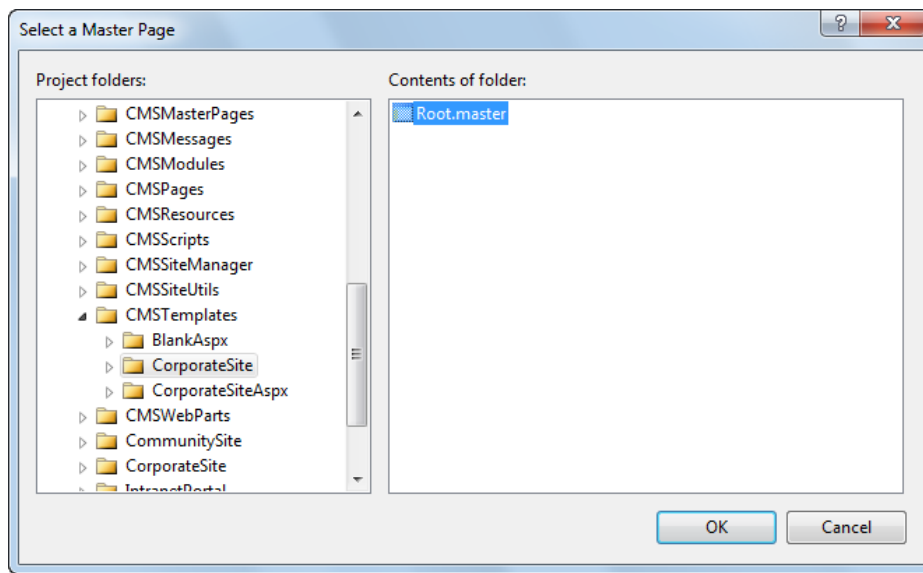 Select a Master Page
?
Project folders:
Contents of folder:
CMSMasterPages
CMSMessages
CMSModules
CMSPages
CMSResources
CMSScripts
CMSSiteManager
CMSSiteUtils
CMSTemplates
BlankAspx
CorporateSite
CorporateSiteAspx
CMSWebParts
CommunitySite
CorporateSite
IntranetPortal
Root.master
OK
Cancel